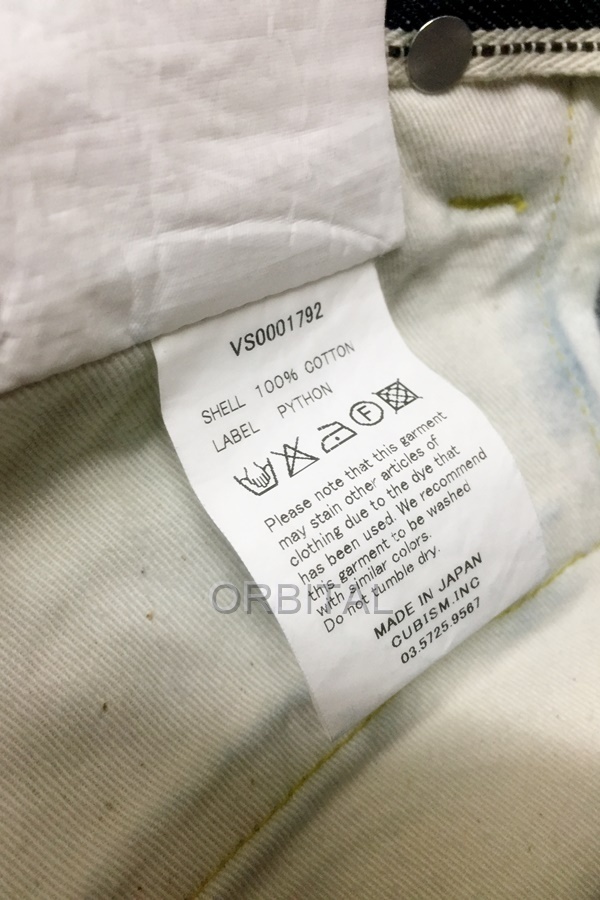 VS0001792
SHELL 100% COTTON
LABEL PYTHON
F
Please note that this garment
may stain other articles of
clothing due to the dye that
has been used. We recommend
this garment to be washed
with similar colors.
Do not tumble dry.
ORBITAL
MADE IN JAPAN
CUBISM.INC
03.5725.9567